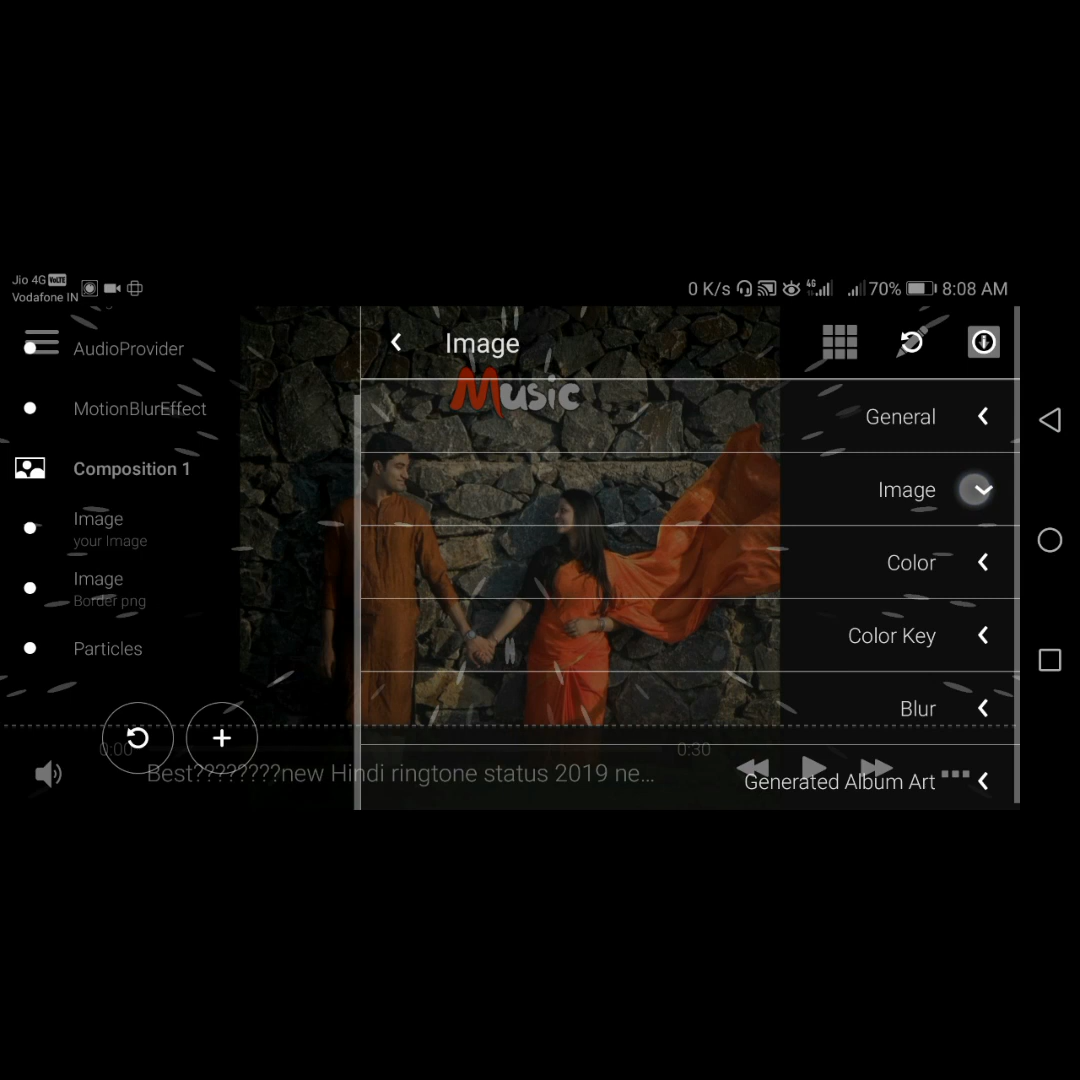 Jio 4G VoLTE
Vodafone IN
0 K/s 4G 70% 8:08 AM
AudioProvider
MotionBlurEffect
Composition 1
Image
your Image
Image
Border png
Particles
Image
Music
General
Image
Color
Color Key
Blur
Generated Album Art
0:00
0:30
Best????????new Hindi ringtone status 2019 ne...